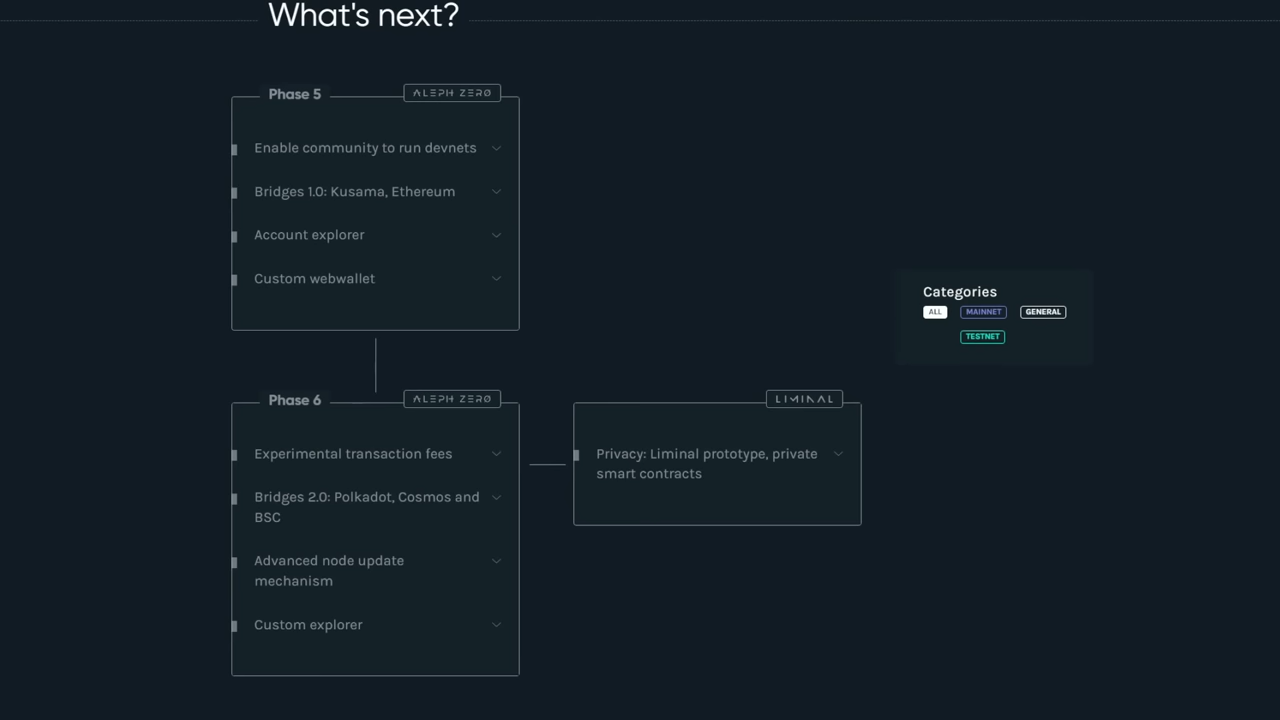 What's next?
Phase 5
ALEPH ZERO
Enable community to run devnets
Bridges 1.0: Kusama, Ethereum
Account explorer
Custom webwallet
Categories
ALL
MAINNET
GENERAL
TESTNET
Phase 6
ALEPH ZERO
Experimental transaction fees
Bridges 2.0: Polkadot, Cosmos and
BSC
Advanced node update
mechanism
Custom explorer
LIMINAL
Privacy: Liminal prototype, private
smart contracts